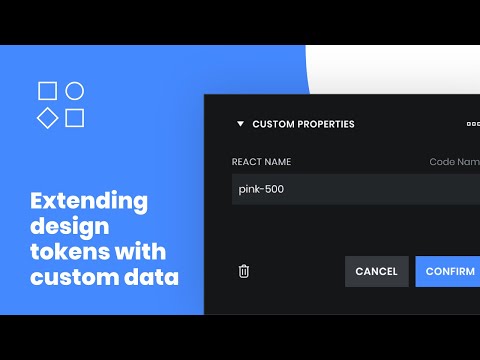 Extending
design
tokens with
custom data
CUSTOM PROPERTIES
REACT NAME Code Nam
pink-500
CANCEL CONFIRM